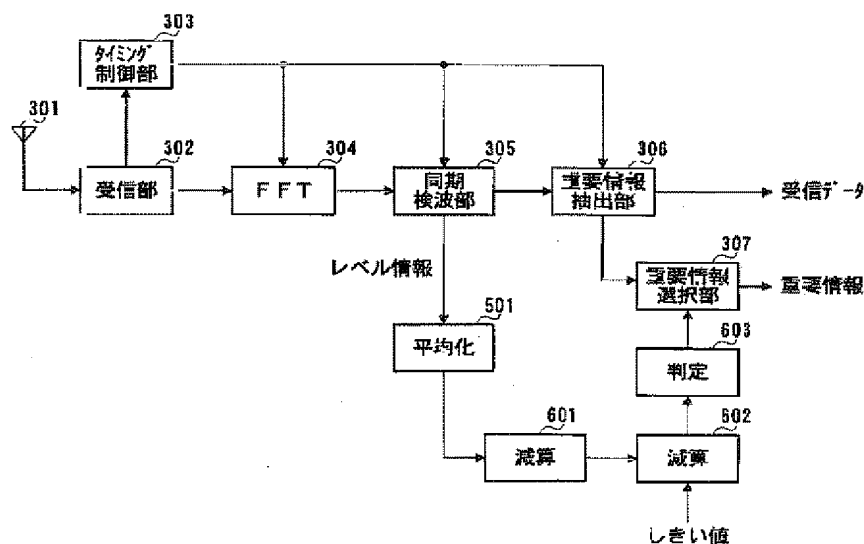 303
タイミング
制御部
301
302
304
305
306
受信部
ＦＦＴ
同期
検波部
重要情報
抽出部
受信データ
307
レベル情報
重要情報
選択部
重要情報
501
603
平均化
判定
601
602
減算
減算
しきい値